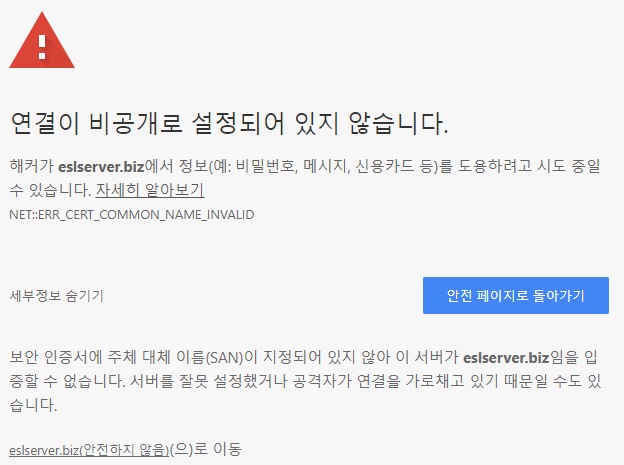 연결이 비공개로 설정되어 있지 않습니다.
해커가 eslserver.biz에서 정보(예: 비밀번호, 메시지, 신용카드 등)를 도용하려고 시도 중일
수 있습니다. 자세히 알아보기
NET::ERR_CERT_COMMON_NAME_INVALID
세부정보 숨기기
안전 페이지로 돌아가기
보안 인증서에 주체 대체 이름(SAN)이 지정되어 있지 않아 이 서버가 eslserver.biz임을 입
증할 수 없습니다. 서버를 잘못 설정했거나 공격자가 연결을 가로채고 있기 때문일 수도 있
습니다.
eslserver.biz(안전하지 않음)(으)로 이동